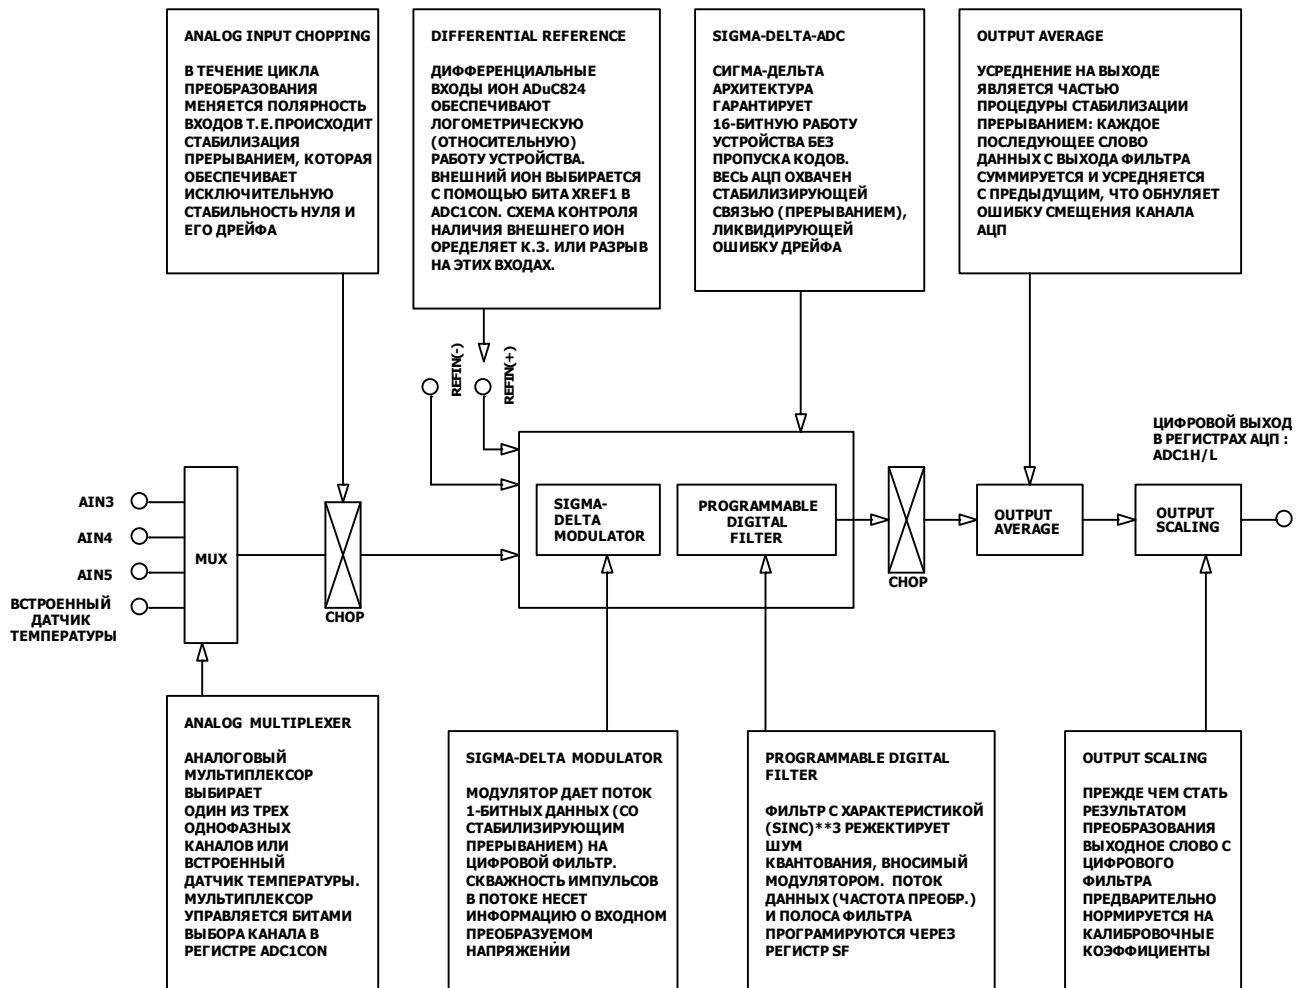 ANALOG INPUT CHOPPING
В ТЕЧЕНИЕ ЦИКЛА
ПРЕОБРАЗОВАНИЯ
МЕНЯЕТСЯ ПОЛЯРНОСТЬ
ВХОДОВ Т.Е.ПРОИСХОДИТ
СТАБИЛИЗАЦИЯ
ПРЕРЫВАНИЕМ, КОТОРАЯ
ОБЕСПЕЧИВАЕТ
ИСКЛЮЧИТЕЛЬНУЮ
СТАБИЛЬНОСТЬ НУЛЯ И
ЕГО ДРЕЙФА
DIFFERENTIAL REFERENCE
ДИФФЕРЕНЦИАЛЬНЫЕ
ВХОДЫ ИОН ADuC824
ОБЕСПЕЧИВАЮТ
ЛОГОМЕТРИЧЕСКУЮ
(ОТНОСИТЕЛЬНУЮ)
РАБОТУ УСТРОЙСТВА.
ВНЕШНИЙ ИОН ВЫБИРАЕТСЯ
С ПОМОЩЬЮ БИТА XREF1 В
ADC1CON. СХЕМА КОНТРОЛЯ
НАЛИЧИЯ ВНЕШНЕГО ИОН
ОРЕДЕЛЯЕТ К.З. ИЛИ РАЗРЫВ
НА ЭТИХ ВХОДАХ.
SIGMA-DELTA-ADC
СИГМА-ДЕЛЬТА
АРХИТЕКТУРА
ГАРАНТИРУЕТ
16-БИТНУЮ РАБОТУ
УСТРОЙСТВА БЕЗ
ПРОПУСКА КОДОВ.
ВЕСЬ АЦП ОХВАЧЕН
СТАБИЛИЗИРУЮЩЕЙ
СВЯЗЬЮ (ПРЕРЫВАНИЕМ),
ЛИКВИДИРУЮЩЕЙ
ОШИБКУ ДРЕЙФА
OUTPUT AVERAGE
УСРЕДНЕНИЕ НА ВЫХОДЕ
ЯВЛЯЕТСЯ ЧАСТЬЮ
ПРОЦЕДУРЫ СТАБИЛИЗАЦИИ
ПРЕРЫВАНИЕМ: КАЖДОЕ
ПОСЛЕДУЮЩЕЕ СЛОВО
ДАННЫХ С ВЫХОДА ФИЛЬТРА
СУММИРУЕТСЯ И УСРЕДНЯЕТСЯ
С ПРЕДЫДУЩИМ, ЧТО ОБНУЛЯЕТ
ОШИБКУ СМЕЩЕНИЯ КАНАЛА
АЦП
REFIN(-)
REFIN(+)
ЦИФРОВОЙ ВЫХОД
В РЕГИСТРАХ АЦП :
ADC1H/L
AIN3
AIN4
AIN5
ВСТРОЕННЫЙ
ДАТЧИК
ТЕМПЕРАТУРЫ
MUX
CHOP
SIGMA-
DELTA
MODULATOR
PROGRAMMABLE
DIGITAL
FILTER
CHOP
OUTPUT
AVERAGE
OUTPUT
SCALING
ANALOG MULTIPLEXER
АНАЛОГОВЫЙ
МУЛЬТИПЛЕКСОР
ВЫБИРАЕТ
ОДИН ИЗ ТРЕХ
ОДНОФАЗНЫХ
КАНАЛОВ ИЛИ
ВСТРОЕННЫЙ
ДАТЧИК ТЕМПЕРАТУРЫ.
МУЛЬТИПЛЕКСОР
УПРАВЛЯЕТСЯ БИТАМИ
ВЫБОРА КАНАЛА В
РЕГИСТРЕ ADC1CON
SIGMA-DELTA MODULATOR
МОДУЛЯТОР ДАЕТ ПОТОК
1-БИТНЫХ ДАННЫХ (СО
СТАБИЛИЗИРУЮЩИМ
ПРЕРЫВАНИЕМ) НА
ЦИФРОВОЙ ФИЛЬТР.
СКВАЖНОСТЬ ИМПУЛЬСОВ
В ПОТОКЕ НЕСЕТ
ИНФОРМАЦИЮ О ВХОДНОМ
ПРЕОБРАЗУЕМОМ
НАПРЯЖЕНИИ
PROGRAMMABLE DIGITAL
FILTER
ФИЛЬТР С ХАРАКТЕРИСТИКОЙ
(SINC)**3 РЕЖЕКТИРУЕТ
ШУМ
КВАНТОВАНИЯ, ВНОСИМЫЙ
МОДУЛЯТОРОМ. ПОТОК
ДАННЫХ (ЧАСТОТА ПРЕОБР.)
И ПОЛОСА ФИЛЬТРА
ПРОГРАМИРУЮТСЯ ЧЕРЕЗ
РЕГИСТР SF
OUTPUT SCALING
ПРЕЖДЕ ЧЕМ СТАТЬ
РЕЗУЛЬТАТОМ
ПРЕОБРАЗОВАНИЯ
ВЫХОДНОЕ СЛОВО С
ЦИФРОВОГО
ФИЛЬТРА
ПРЕДВАРИТЕЛЬНО
НОРМИРУЕТСЯ НА
КАЛИБРОВОЧНЫЕ
КОЭФФИЦИЕНТЫ